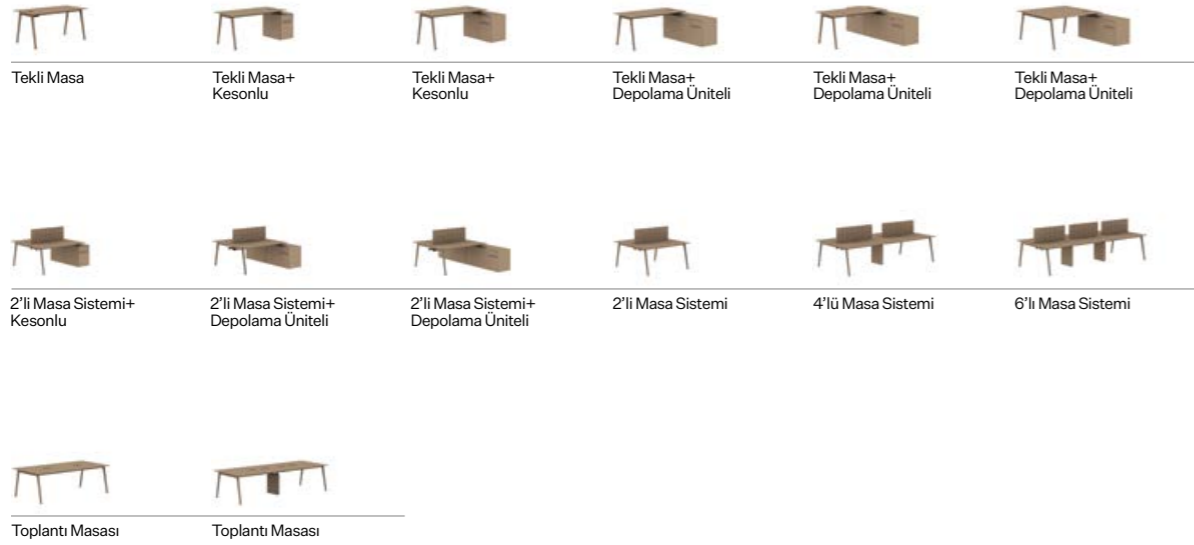 Tekli Masa
Tekli Masa+
Kesonlu
Tekli Masa+
Kesonlu
Tekli Masa+
Depolama Üniteli
Tekli Masa+
Depolama Üniteli
Tekli Masa+
Depolama Üniteli
2’li Masa Sistemi+
Kesonlu
2’li Masa Sistemi+
Depolama Üniteli
2’li Masa Sistemi+
Depolama Üniteli
2’li Masa Sistemi
4’lü Masa Sistemi
6’lı Masa Sistemi
Toplantı Masası
Toplantı Masası